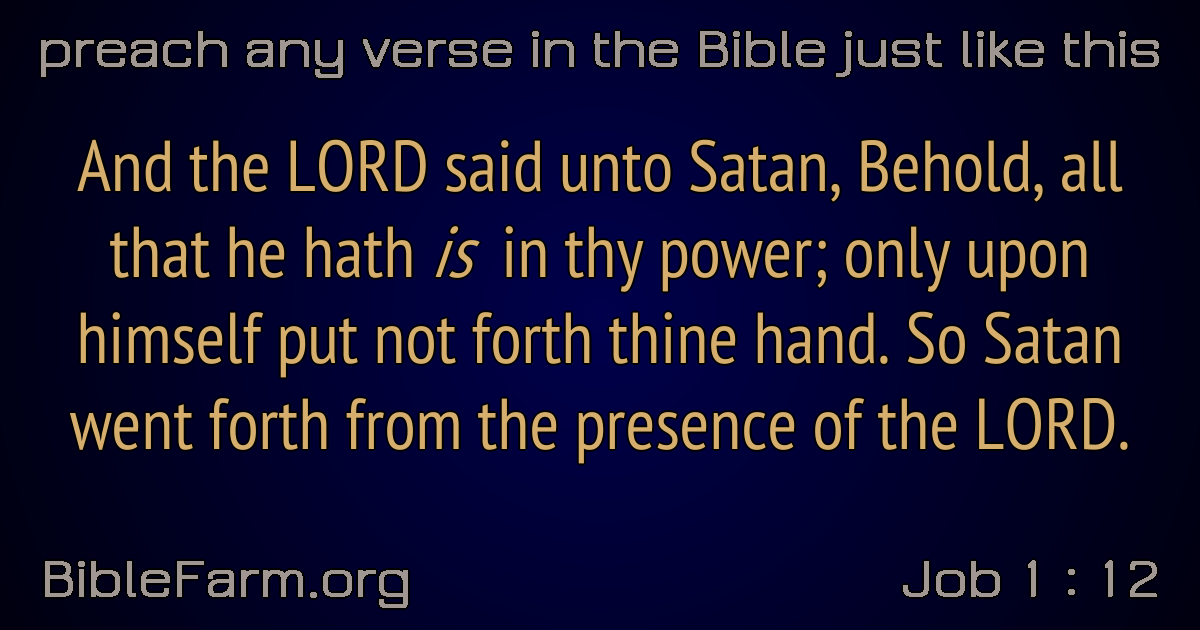 preach any verse in the Bible just like this
And the LORD said unto Satan, Behold, all
that he hath is in thy power; only upon
himself put not forth thine hand. So Satan
went forth from the presence of the LORD.
BibleFarm.org
Job 1 : 12